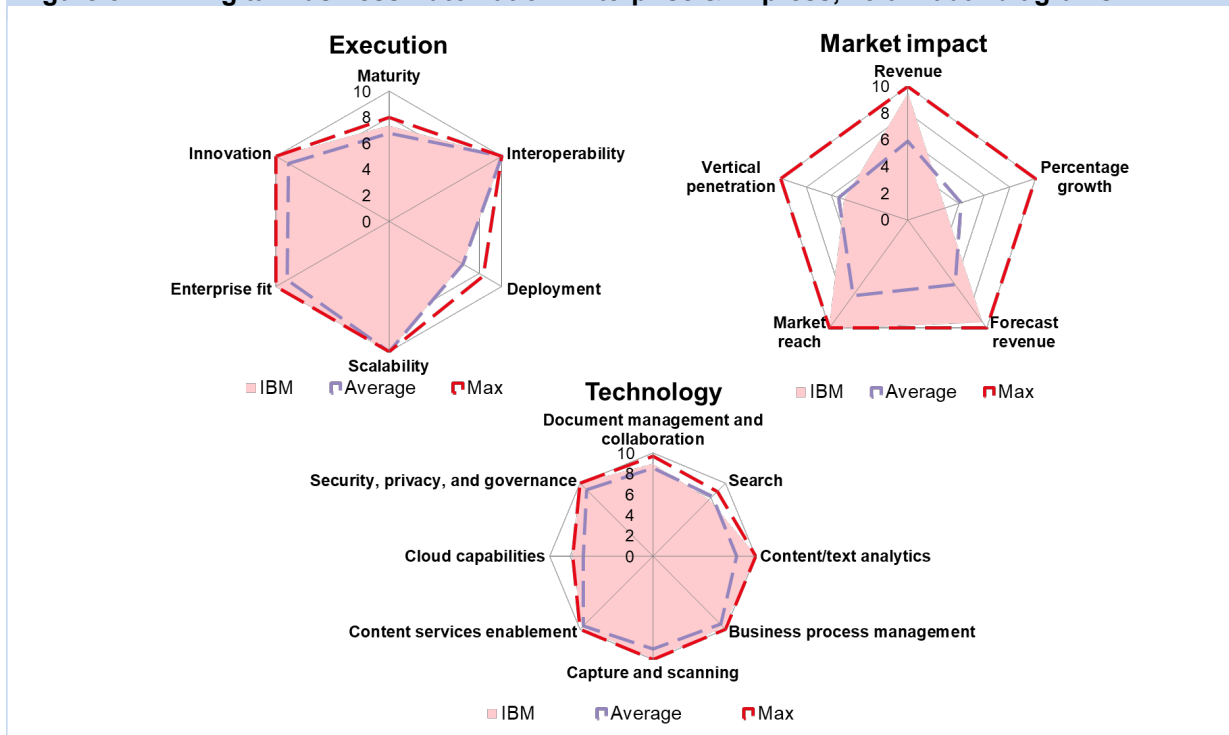 Execution
Maturity
10
8
6
4
2
0
Innovation
Interoperability
Enterprise fit
Deployment
Scalability
IBM Average Max
Market impact
Revenue
10
8
6
4
2
0
Vertical
penetration
Percentage
growth
Market
reach
Forecast
revenue
IBM Average Max
Technology
Document management and
collaboration
10
8
6
4
2
0
Security, privacy, and governance
Search
Cloud capabilities
Content/text analytics
Content services enablement
Business process management
Capture and scanning
IBM Average Max